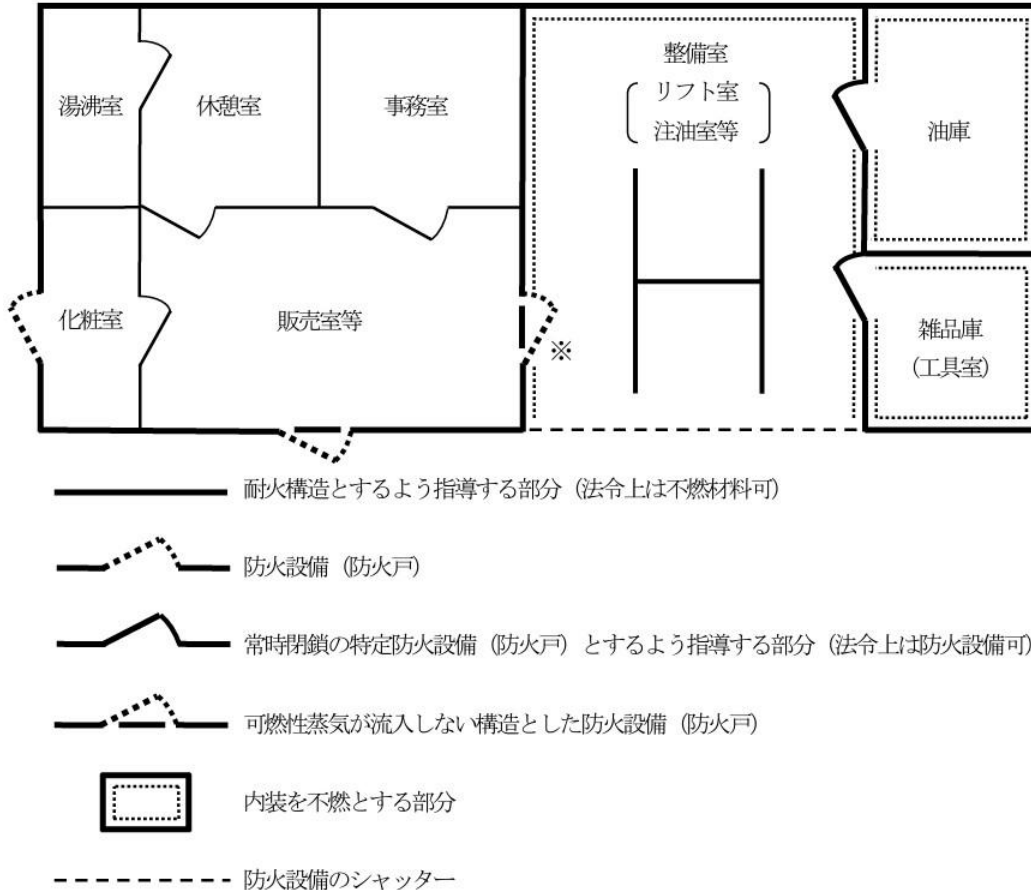 湯沸室
休憩室
事務室
整備室
リフト室
注油室等
油庫
化粧室
販売室等
※
雑品庫
(工具室)
耐火構造とするよう指導する部分（法令上は不燃材料可）
防火設備（防火戸）
常時閉鎖の特定防火設備（防火戸）とするよう指導する部分（法令上は防火設備可）
可燃性蒸気が流入しない構造とした防火設備（防火戸）
内装を不燃とする部分
防火設備のシャッター